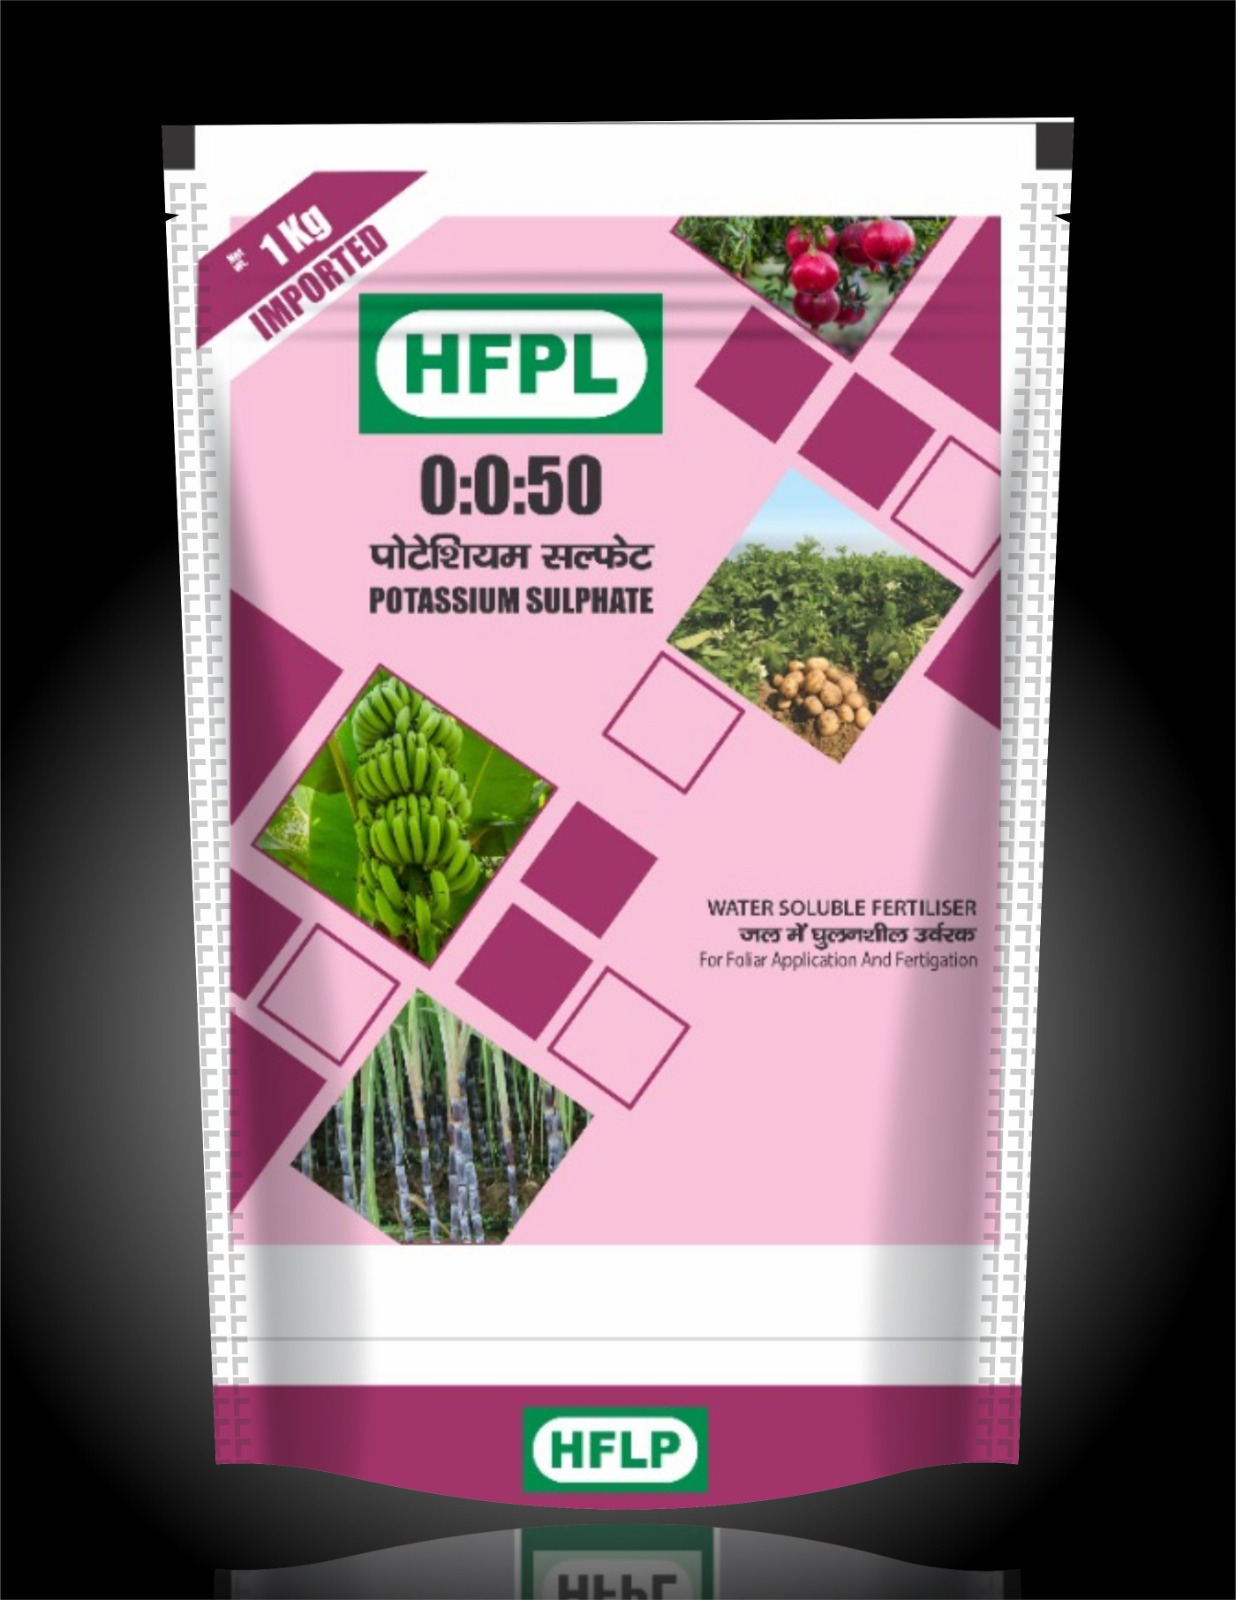 Net
wt.
1 Kg
IMPORTED
HFPL
0:0:50
पोटेशियम सल्फेट
POTASSIUM SULPHATE
WATER SOLUBLE FERTILISER
जल में घुलनशील उर्वरक
For Foliar Application And Fertigation
HFLP